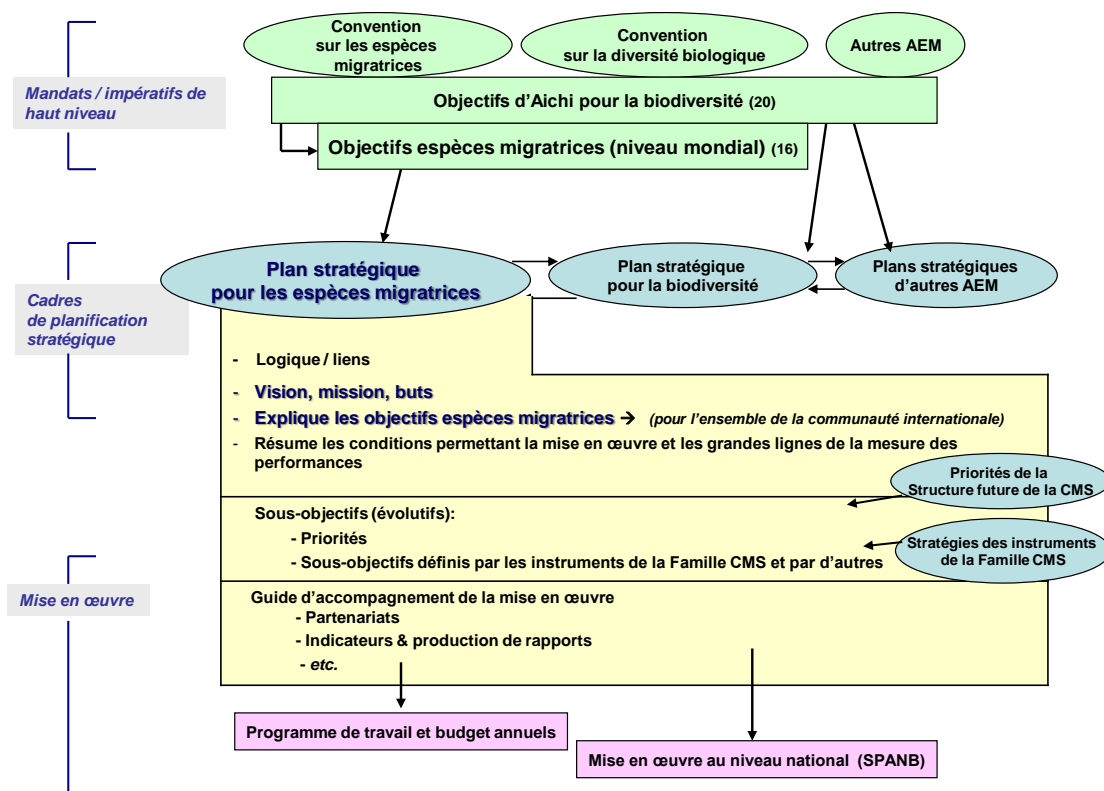 Convention
sur les espèces
migratrices
Convention
sur la diversité biologique
Autres AEM
Mandats / impératifs de
haut niveau
Objectifs d’Aichi pour la biodiversité (20)
Objectifs espèces migratrices (niveau mondial) (16)
Cadres
de planification
stratégique
Plan stratégique
pour les espèces migratrices
Plan stratégique
pour la biodiversité
Plans stratégiques
d’autres AEM
- Logique / liens
- Vision, mission, buts
- Explique les objectifs espèces migratrices → (pour l’ensemble de la communauté internationale)
- Résume les conditions permettant la mise en œuvre et les grandes lignes de la mesure des
performances
Priorités de la
Structure future de la CMS
Sous-objectifs (évolutifs):
- Priorités
- Sous-objectifs définis par les instruments de la Famille CMS et par d’autres
Stratégies des instruments
de la Famille CMS
Mise en œuvre
Guide d’accompagnement de la mise en œuvre
- Partenariats
- Indicateurs & production de rapports
- etc.
Programme de travail et budget annuels
Mise en œuvre au niveau national (SPANB)